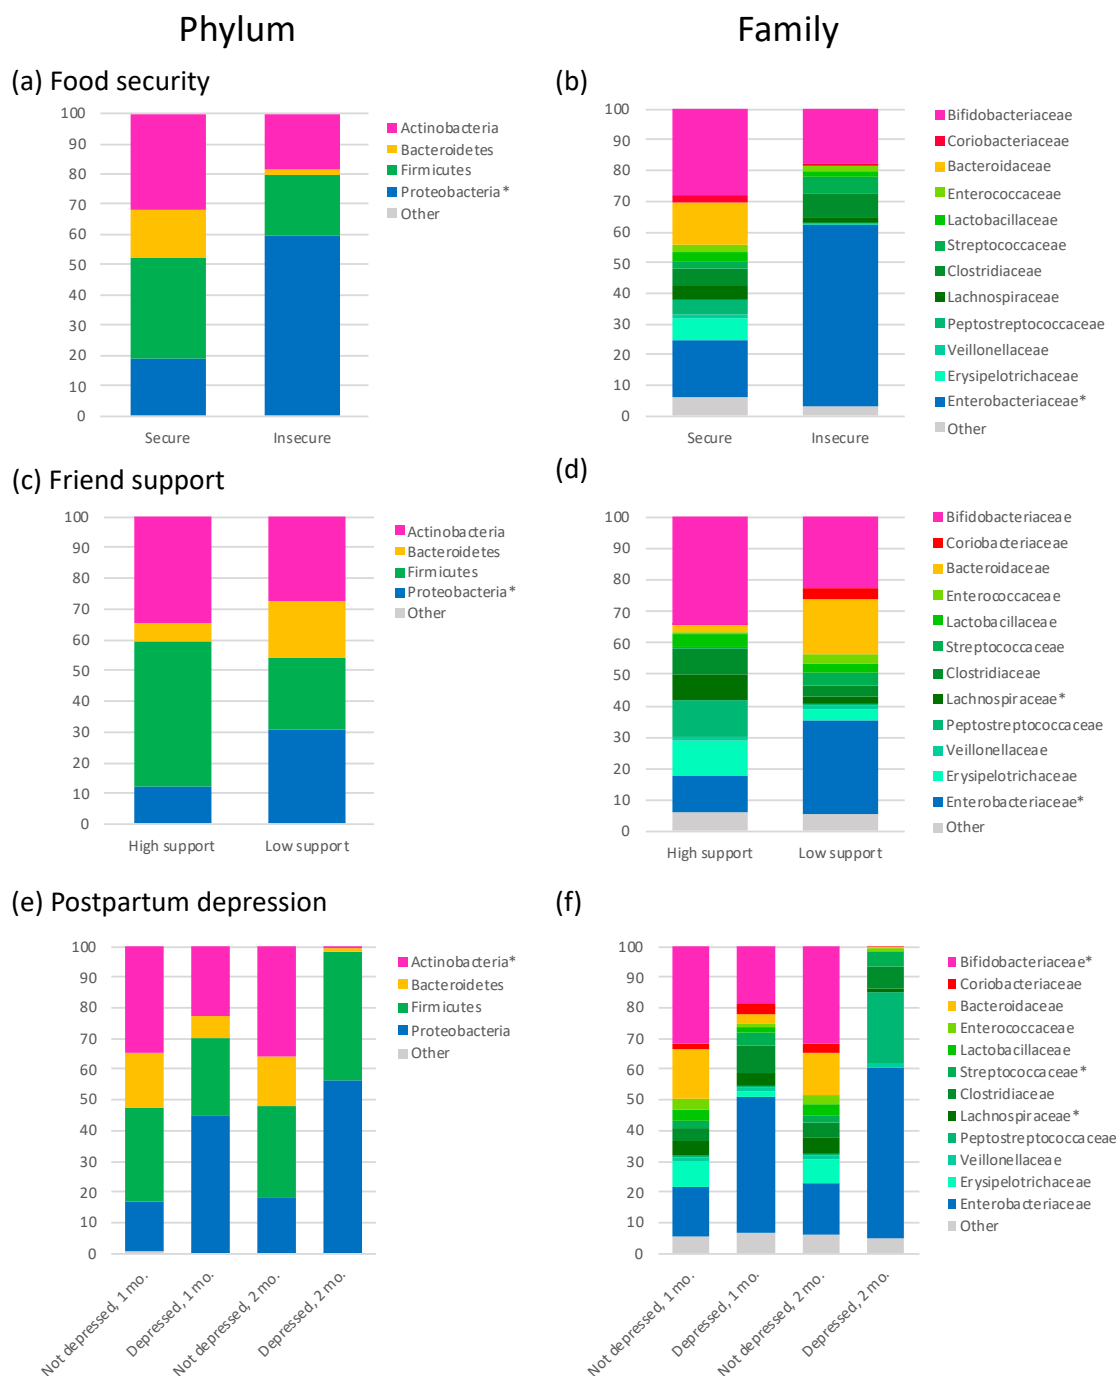 Phylum
Family
(a) Food security
100
90
80
70
60
50
40
30
20
10
0
Secure
Insecure
Actinobacteria
Bacteroidetes
Firmicutes
Proteobacteria*
Other
(b)
100
90
80
70
60
50
40
30
20
10
0
Secure
Insecure
Bifidobacteriaceae
Coriobacteriaceae
Bacteroidaceae
Enterococcaceae
Lactobacillaceae
Streptococcaceae
Clostridiaceae
Lachnospiraceae
Peptostreptococcaceae
Veillonellaceae
Erysipelotrichaceae
Enterobacteriaceae*
Other
(c) Friend support
100
90
80
70
60
50
40
30
20
10
0
High support
Low support
Actinobacteria
Bacteroidetes
Firmicutes
Proteobacteria*
Other
(d)
100
90
80
70
60
50
40
30
20
10
0
High support
Low support
Bifidobacteriaceae
Coriobacteriaceae
Bacteroidaceae
Enterococcaceae
Lactobacillaceae
Streptococcaceae
Clostridiaceae
Lachnospiraceae*
Peptostreptococcaceae
Veillonellaceae
Erysipelotrichaceae
Enterobacteriaceae*
Other
(e) Postpartum depression
100
90
80
70
60
50
40
30
20
10
0
Not depressed, 1 mo.
Depressed, 1 mo.
Not depressed, 2 mo.
Depressed, 2 mo.
Actinobacteria*
Bacteroidetes
Firmicutes
Proteobacteria
Other
(f)
100
90
80
70
60
50
40
30
20
10
0
Not depressed, 1 mo.
Depressed, 1 mo.
Not depressed, 2 mo.
Depressed, 2 mo.
Bifidobacteriaceae*
Coriobacteriaceae
Bacteroidaceae
Enterococcaceae
Lactobacillaceae
Streptococcaceae*
Clostridiaceae
Lachnospiraceae*
Peptostreptococcaceae
Veillonellaceae
Erysipelotrichaceae
Enterobacteriaceae
Other